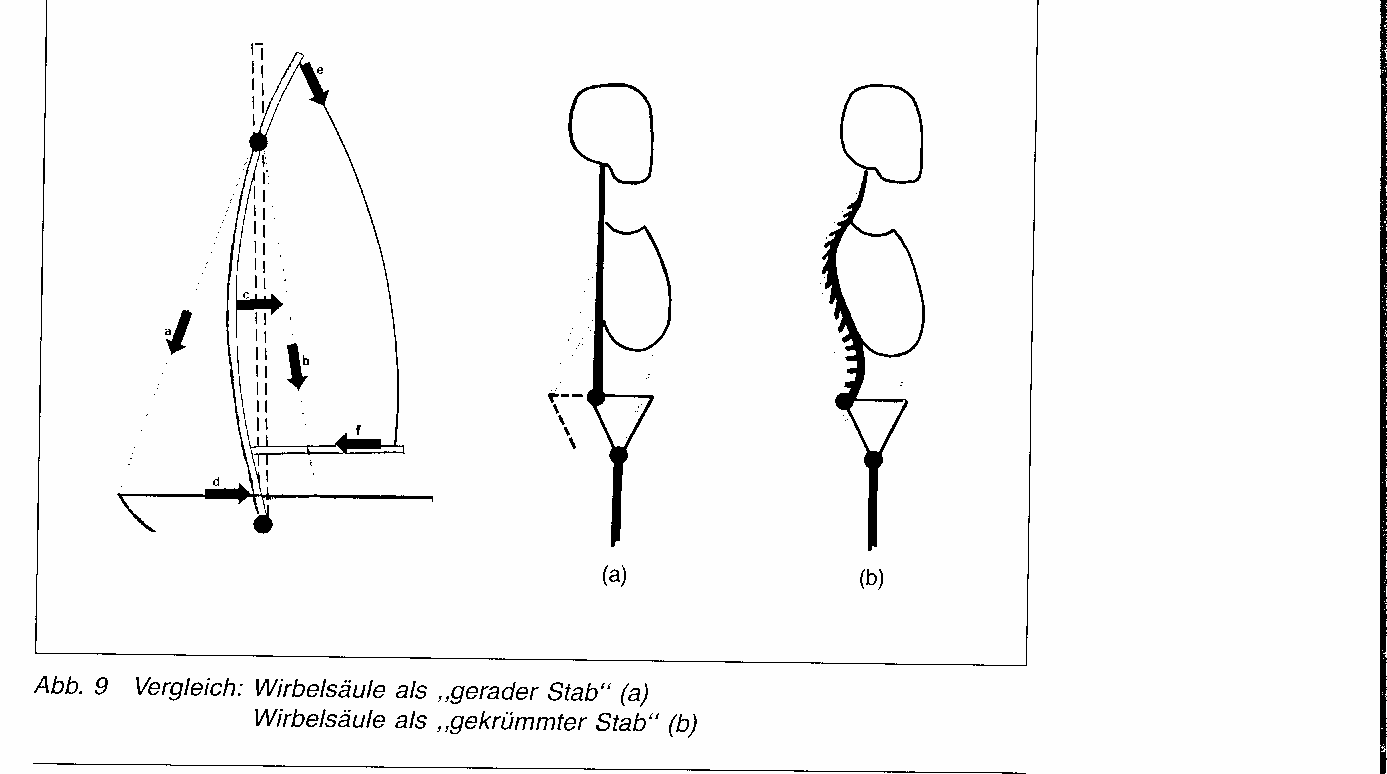 e
c
a
b
f
d
(a) (b)
Abb. 9 Vergleich: Wirbelsäule als ,,gerader Stab“ (a)
Wirbelsäule als ,,gekrümmter Stab“ (b)